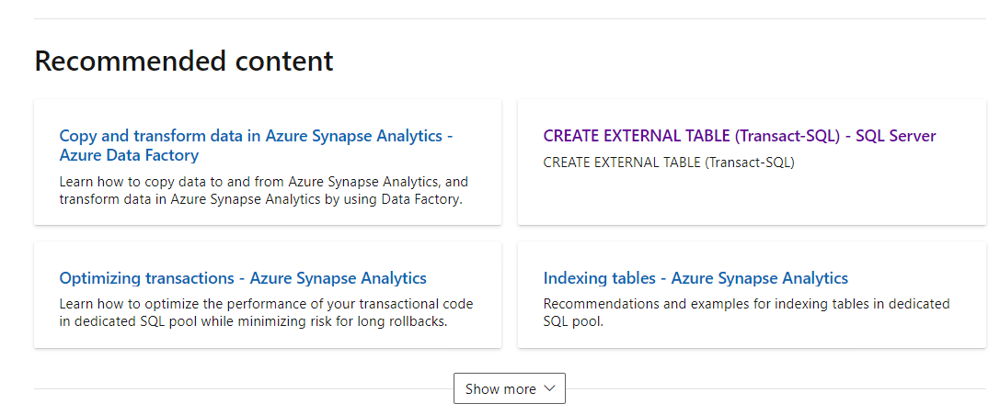 Recommended content
Copy and transform data in Azure Synapse Analytics -
Azure Data Factory
Learn how to copy data to and from Azure Synapse Analytics, and
transform data in Azure Synapse Analytics by using Data Factory.
CREATE EXTERNAL TABLE (Transact-SQL) - SQL Server
CREATE EXTERNAL TABLE (Transact-SQL)
Optimizing transactions - Azure Synapse Analytics
Learn how to optimize the performance of your transactional code
in dedicated SQL pool while minimizing risk for long rollbacks.
Indexing tables - Azure Synapse Analytics
Recommendations and examples for indexing tables in dedicated
SQL pool.
Show more